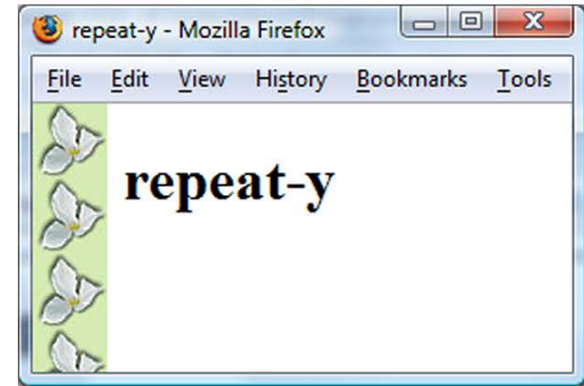 repeat-y - Mozilla Firefox
File Edit View History Bookmarks Tools
repeat-y